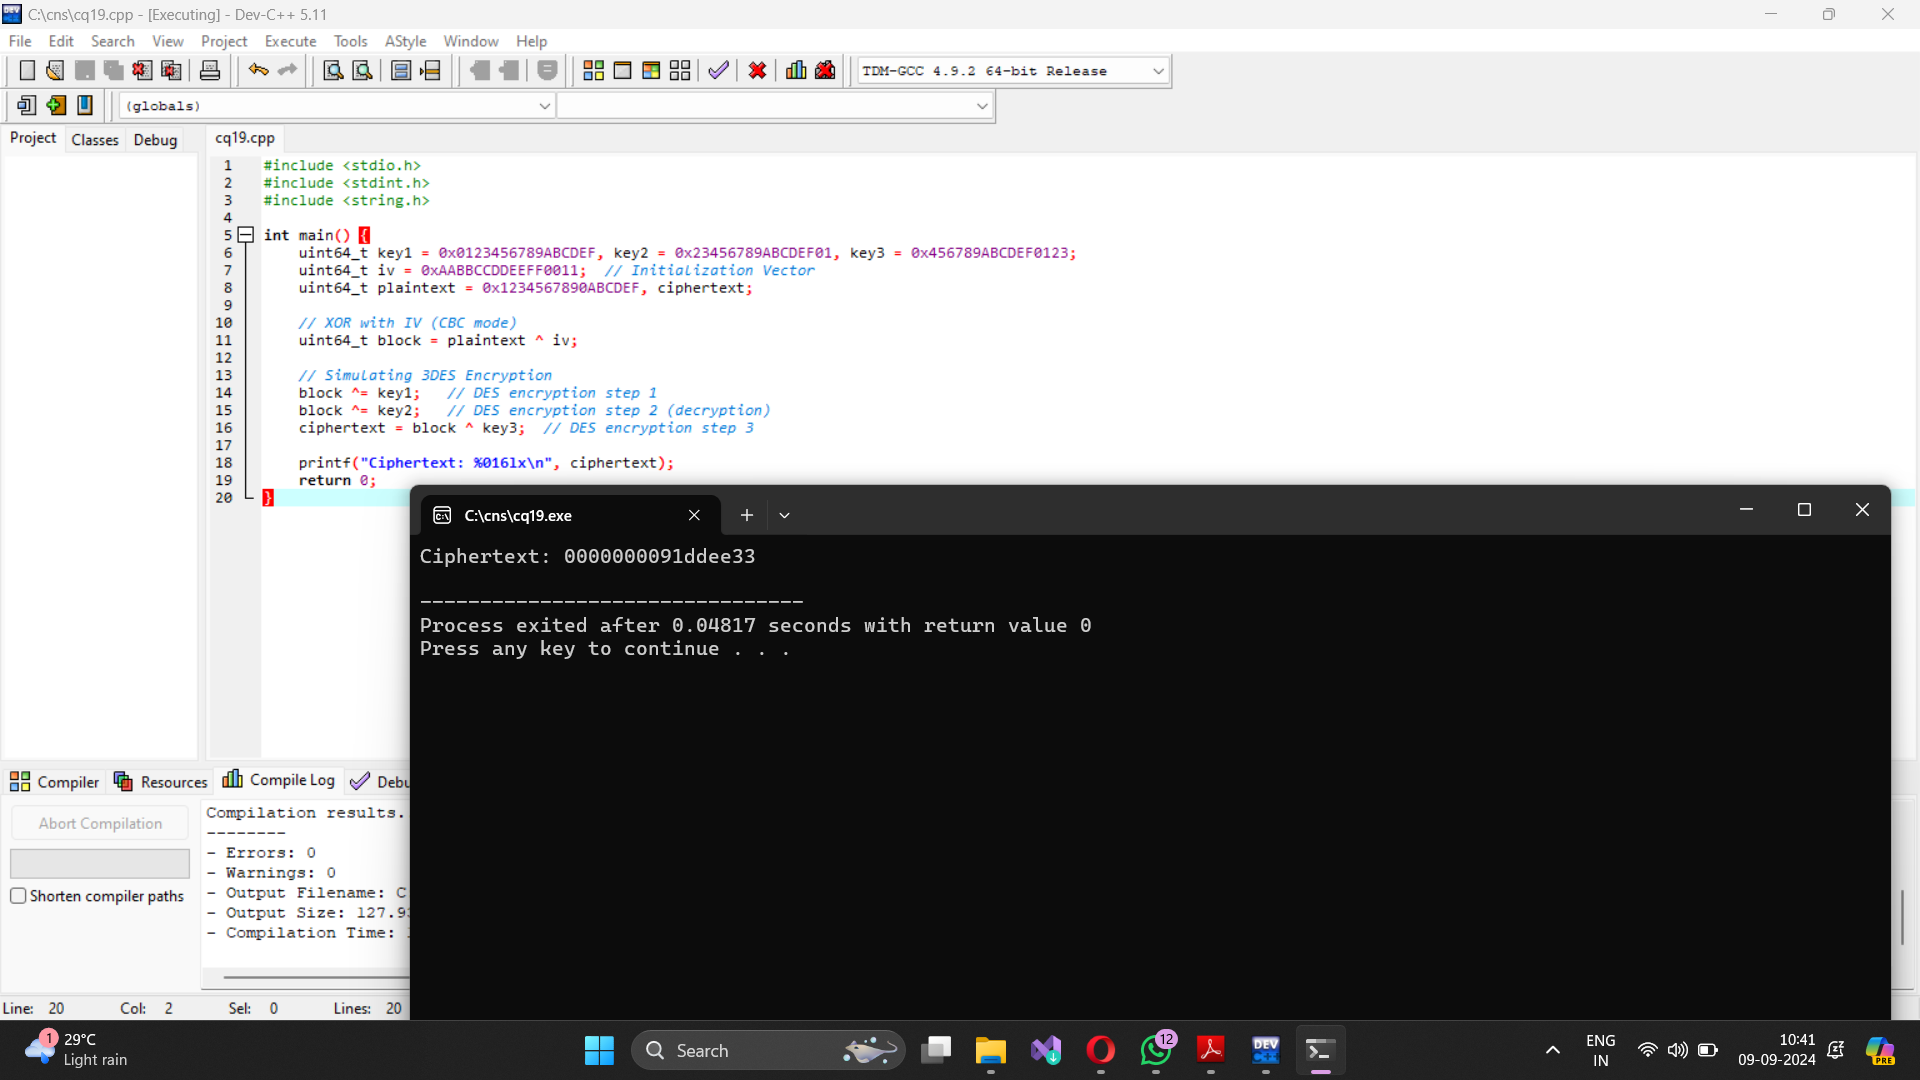 C:\cns\cq19.cpp - [Executing] - Dev-C++ 5.11
File Edit Search View Project Execute Tools AStyle Window Help
TDM-GCC 4.9.2 64-bit Release
(globals)
Project Classes Debug
cq19.cpp
1 #include <stdio.h>
2 #include <stdint.h>
3 #include <string.h>
4
5 int main() {
6 uint64_t key1 = 0x0123456789ABCDEF, key2 = 0x23456789ABCDEF01, key3 = 0x456789ABCDEF0123;
7 uint64_t iv = 0xAABBCCDDEEFF0011; // Initialization Vector
8 uint64_t plaintext = 0x1234567890ABCDEF, ciphertext;
9
10 // XOR with IV (CBC mode)
11 uint64_t block = plaintext ^ iv;
12
13 // Simulating 3DES Encryption
14 block ^= key1; // DES encryption step 1
15 block ^= key2; // DES encryption step 2 (decryption)
16 ciphertext = block ^ key3; // DES encryption step 3
17
18 printf("Ciphertext: %016lx\n", ciphertext);
19 return 0;
20 }
C:\cns\cq19.exe
Ciphertext: 0000000091ddee33
--------------------------------
Process exited after 0.04817 seconds with return value 0
Press any key to continue . . .
Compiler Resources Compile Log Debu
Abort Compilation
Shorten compiler paths
Compilation results.
--------
- Errors: 0
- Warnings: 0
- Output Filename: C
- Output Size: 127.9
- Compilation Time:
Line: 20 Col: 2 Sel: 0 Lines: 20
1
29°C
Light rain
Search
12
DEV
C++
ENG
IN
10:41
09-09-2024
PRE